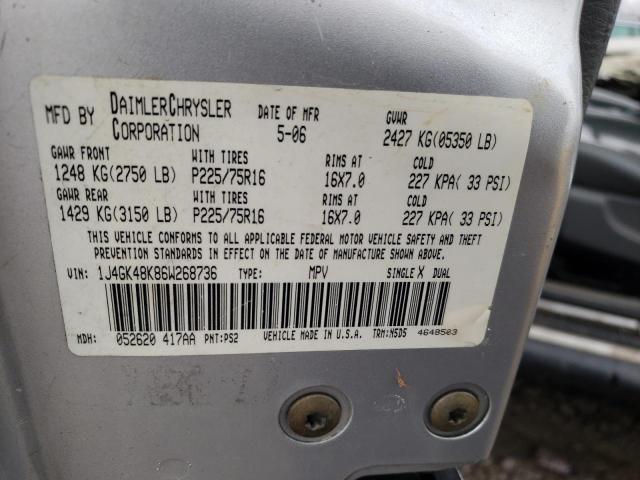 MFD BY DAIMLERCHRYSLER CORPORATION DATE OF MFR 5-06 GVWR 2427 KG(05350 LB)
GAWR FRONT WITH TIRES RIMS AT COLD
1248 KG(2750 LB) P225/75R16 16X7.0 227 KPA( 33 PSI)
GAWR REAR WITH TIRES RIMS AT COLD
1429 KG(3150 LB) P225/75R16 16X7.0 227 KPA( 33 PSI)
THIS VEHICLE CONFORMS TO ALL APPLICABLE FEDERAL MOTOR VEHICLE SAFETY AND THEFT
PREVENTION STANDARDS IN EFFECT ON THE DATE OF MANUFACTURE SHOWN ABOVE.
VIN: 1J4GK48K86W268736 TYPE: MPV SINGLE X DUAL
MDH: 052620 417AA PNT:PS2 VEHICLE MADE IN U.S.A. TRM:N5DS 4648503